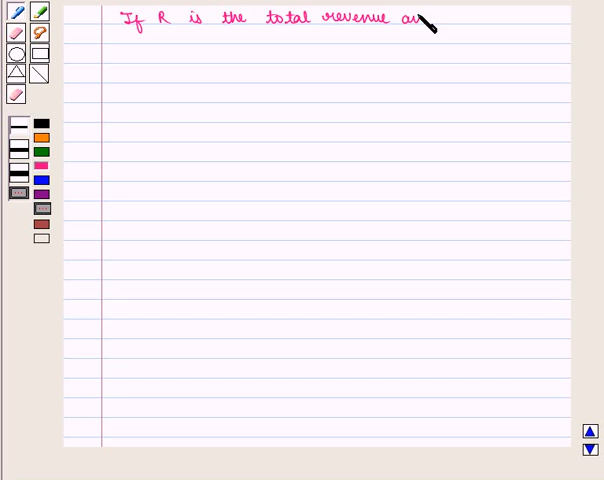 If R is the total revenue